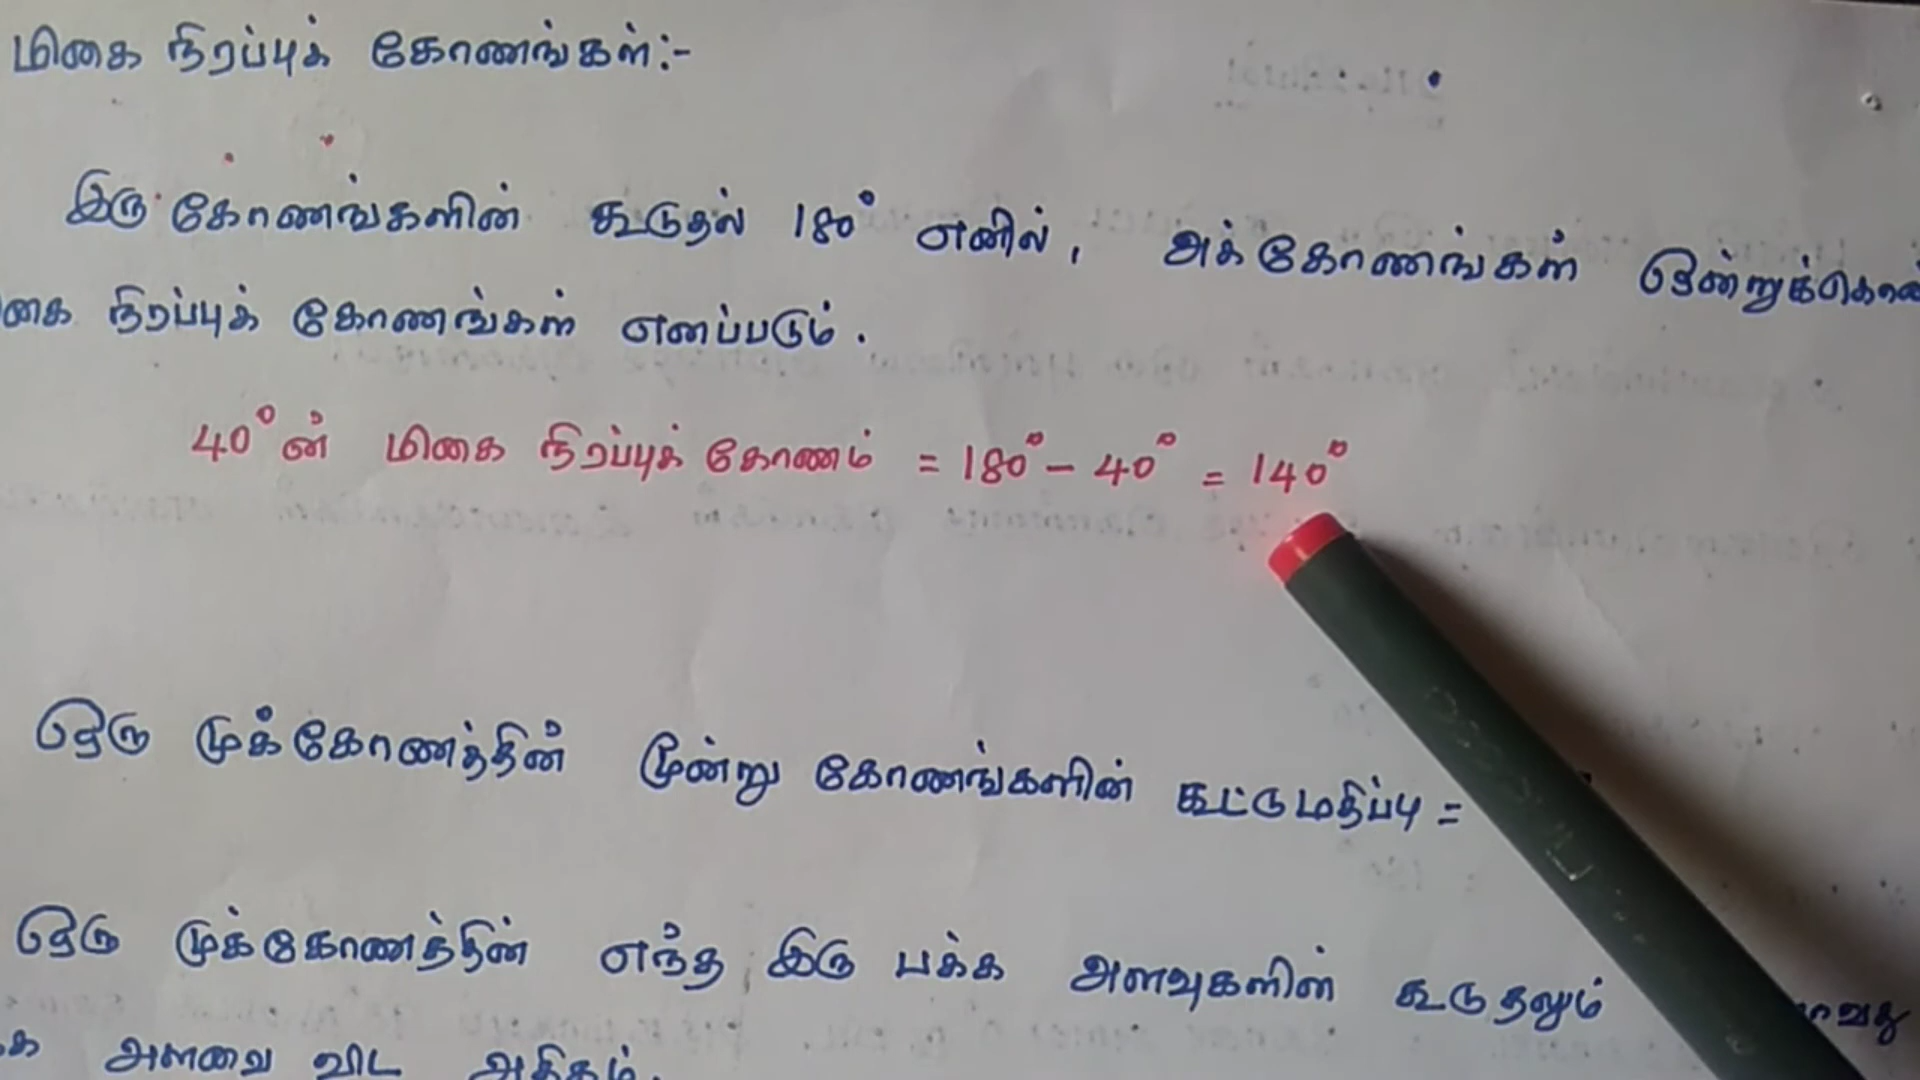 மிகை நிரப்புக் கோணங்கள்:-
இரு கோணங்களின் கூடுதல் 180° எனில், அக்கோணங்கள்
நிரப்புக் கோணங்கள் எனப்படும்.
40°ன் மிகை நிரப்புக் கோணம் = 180° - 40° = 140°
ஒரு முக்கோணத்தின் மூன்று கோணங்களின் கூட்டுமதிப்பு =
ஒரு முக்கோணத்தின் எந்த இரு பக்க அளவுகளின் கூடுதலும்
அளவை விட அதிகம்.